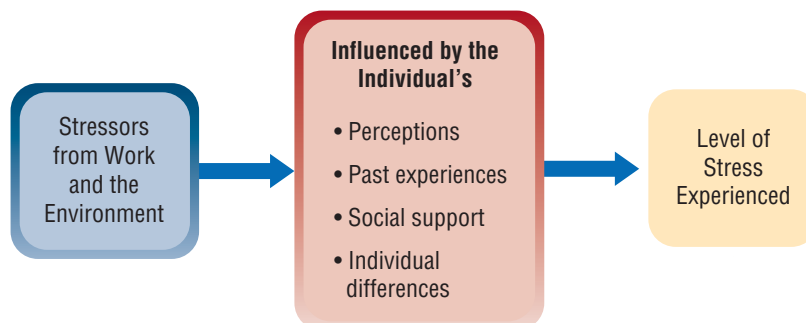 Stressors
from Work
and the
Environment
Influenced by the
Individual's
• Perceptions
• Past experiences
• Social support
• Individual
differences
Level of
Stress
Experienced